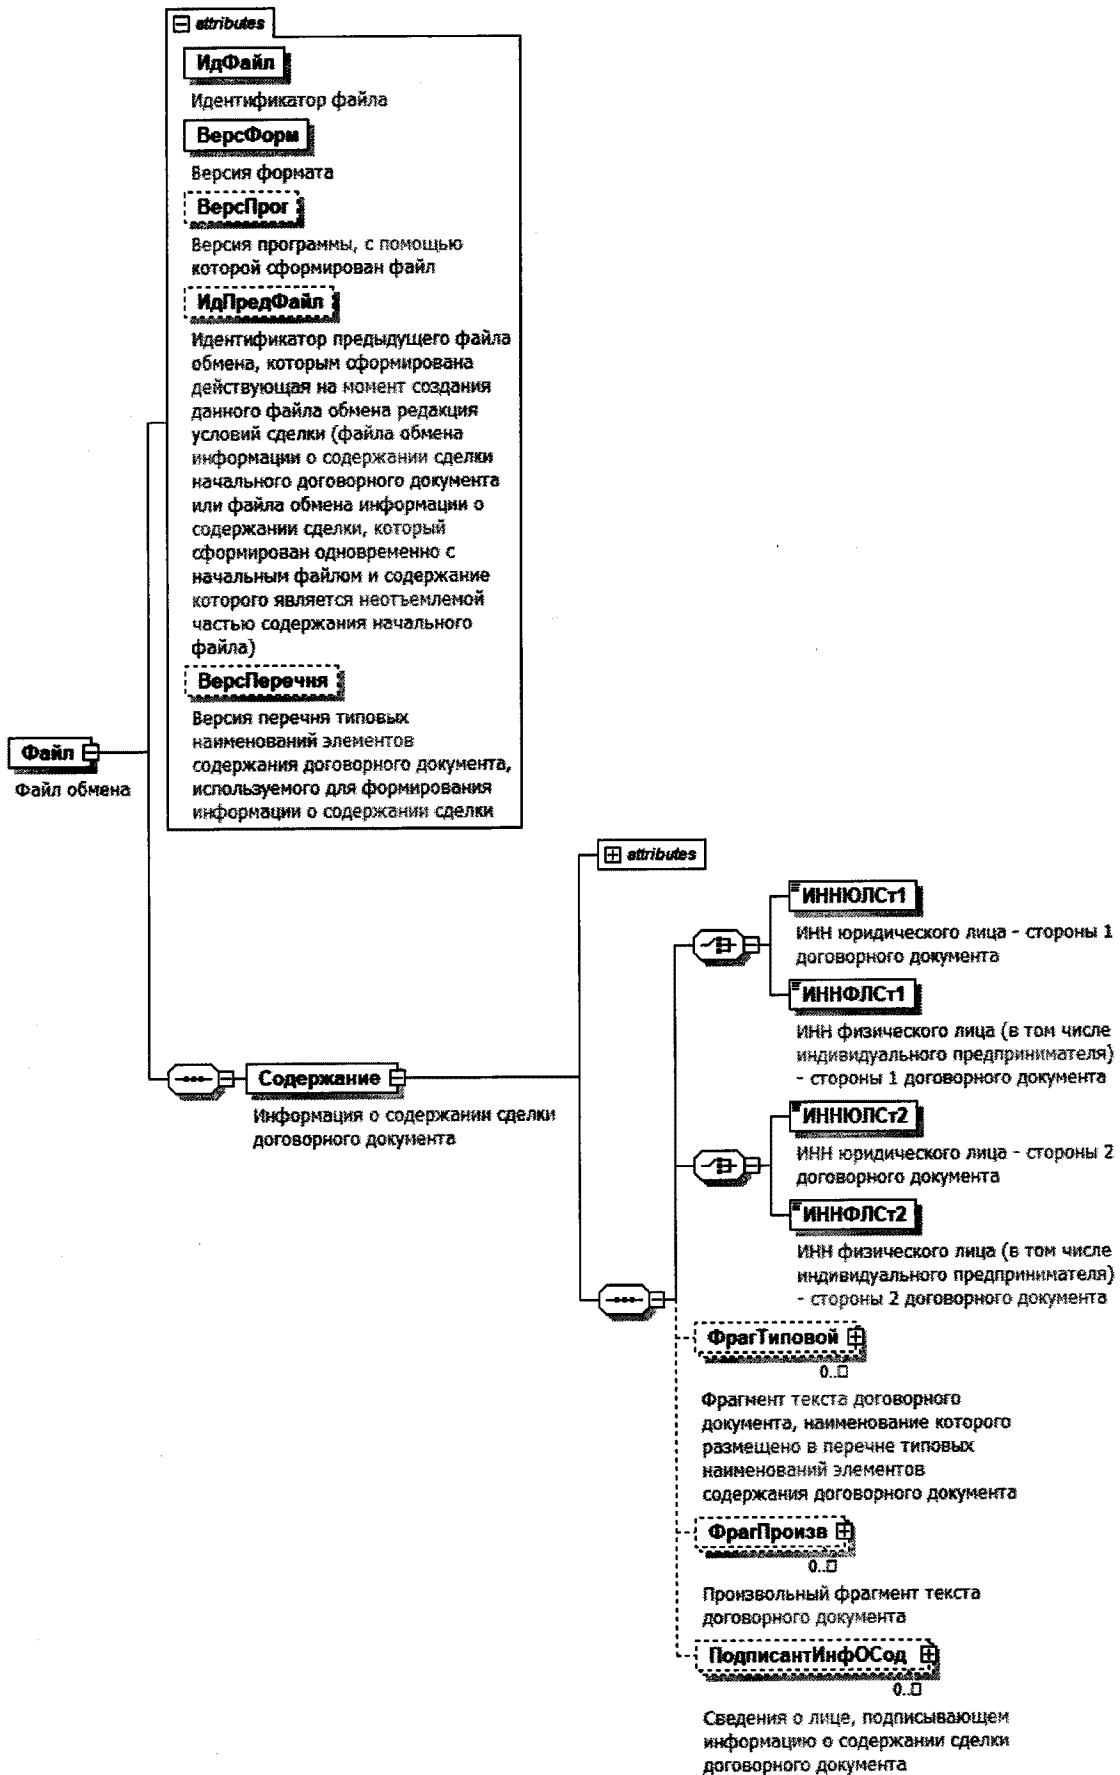 attributes
ИдФайл
Идентификатор файла
ВерсФорм
Версия формата
ВерсПрог
Версия программы, с помощью
которой сформирован файл
ИдПредФайл
Идентификатор предыдущего файла
обмена, которым сформирована
действующая на момент создания
данного файла обмена редакция
условий сделки (файла обмена
информации о содержании сделки
начального договорного документа
или файла обмена информации о
содержании сделки, который
сформирован одновременно с
начальным файлом и содержание
которого является неотъемлемой
частью содержания начального
файла)
ВерсПеречня
Версия перечня типовых
наименований элементов
содержания договорного документа,
используемого для формирования
информации о содержании сделки
Файл
Файл обмена
attributes
ИННЮЛСт1
ИНН юридического лица - стороны 1
договорного документа
ИННФЛСт1
ИНН физического лица (в том числе
индивидуального предпринимателя)
- стороны 1 договорного документа
Содержание
Информация о содержании сделки
договорного документа
ИННЮЛСт2
ИНН юридического лица - стороны 2
договорного документа
ИННФЛСт2
ИНН физического лица (в том числе
индивидуального предпринимателя)
- стороны 2 договорного документа
ФрагТиповой
0..□
Фрагмент текста договорного
документа, наименование которого
размещено в перечне типовых
наименований элементов
содержания договорного документа
ФрагПроизв
0..□
Произвольный фрагмент текста
договорного документа
ПодписантИнфОСод
0..□
Сведения о лице, подписывающем
информацию о содержании сделки
договорного документа